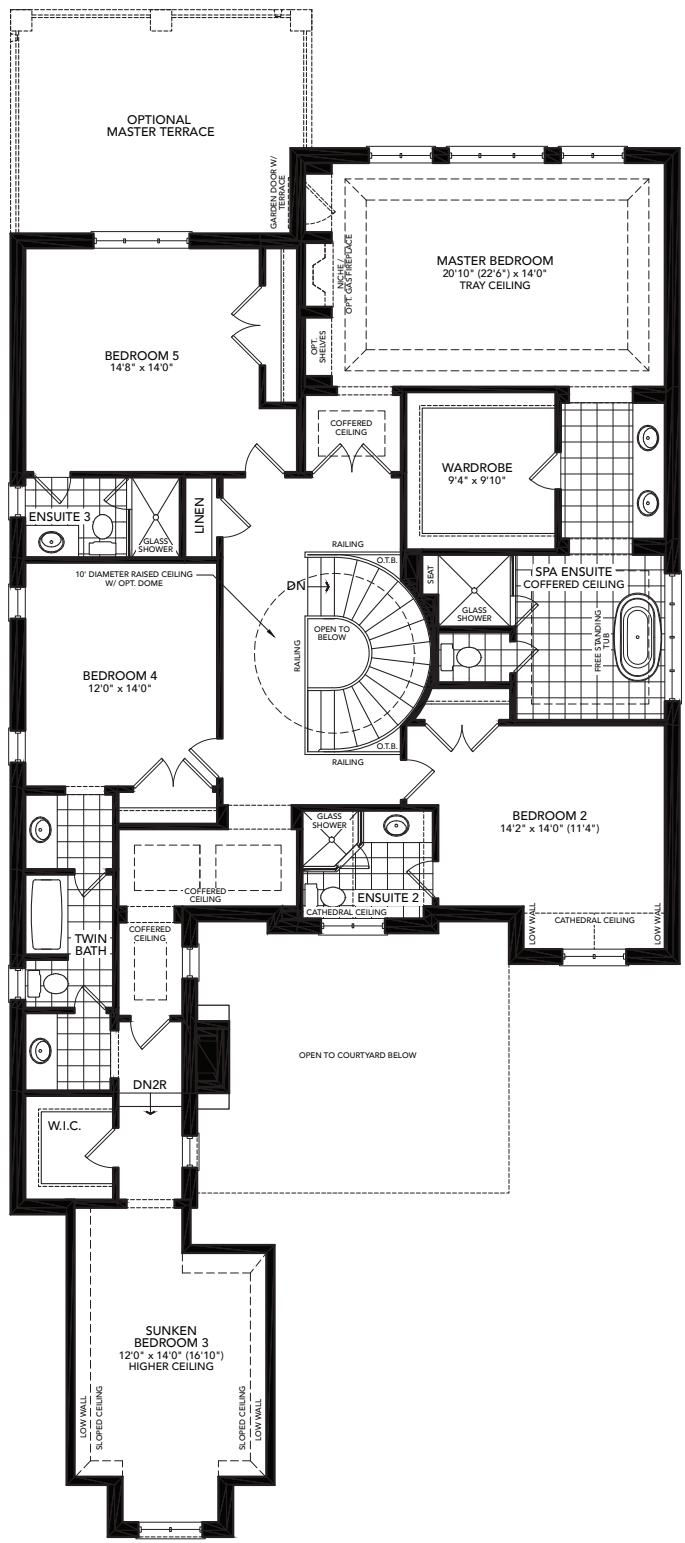 OPTIONAL
MASTER TERRACE
GARDEN DOOR W/
TERRACE
MASTER BEDROOM
20'10" (22'6") x 14'0"
TRAY CEILING
NICHE /
OPT. GAS FIREPLACE
OPT.
SHELVES
BEDROOM 5
14'8" x 14'0"
COFFERED
CEILING
WARDROBE
9'4" x 9'10"
ENSUITE 3
GLASS
SHOWER
LINEN
RAILING
O.T.B.
DN
SEAT
SPA ENSUITE
COFFERED CEILING
GLASS
SHOWER
FREE STANDING
TUB
10' DIAMETER RAISED CEILING
W/ OPT. DOME
OPEN TO
BELOW
RAILING
BEDROOM 4
12'0" x 14'0"
O.T.B.
RAILING
BEDROOM 2
14'2" x 14'0" (11'4")
GLASS
SHOWER
ENSUITE 2
CATHEDRAL CEILING
COFFERED
CEILING
LOW WALL
CATHEDRAL CEILING
LOW WALL
COFFERED
CEILING
TWIN
BATH
OPEN TO COURTYARD BELOW
DN2R
W.I.C.
SUNKEN
BEDROOM 3
12'0" x 14'0" (16'10")
HIGHER CEILING
LOW WALL
SLOPED CEILING
SLOPED CEILING
LOW WALL